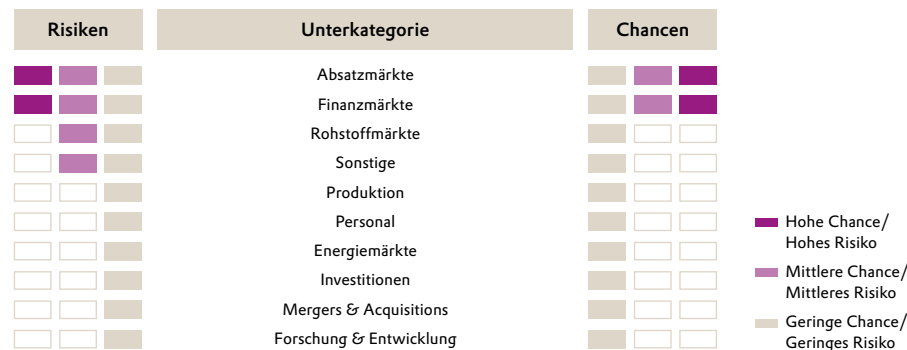 Risiken Unterkategorie Chancen
Absatzmärkte
Finanzmärkte
Rohstoffmärkte
Sonstige
Produktion
Personal
Energiemärkte
Investitionen
Mergers & Acquisitions
Forschung & Entwicklung
Hohe Chance/
Hohes Risiko
Mittlere Chance/
Mittleres Risiko
Geringe Chance/
Geringes Risiko